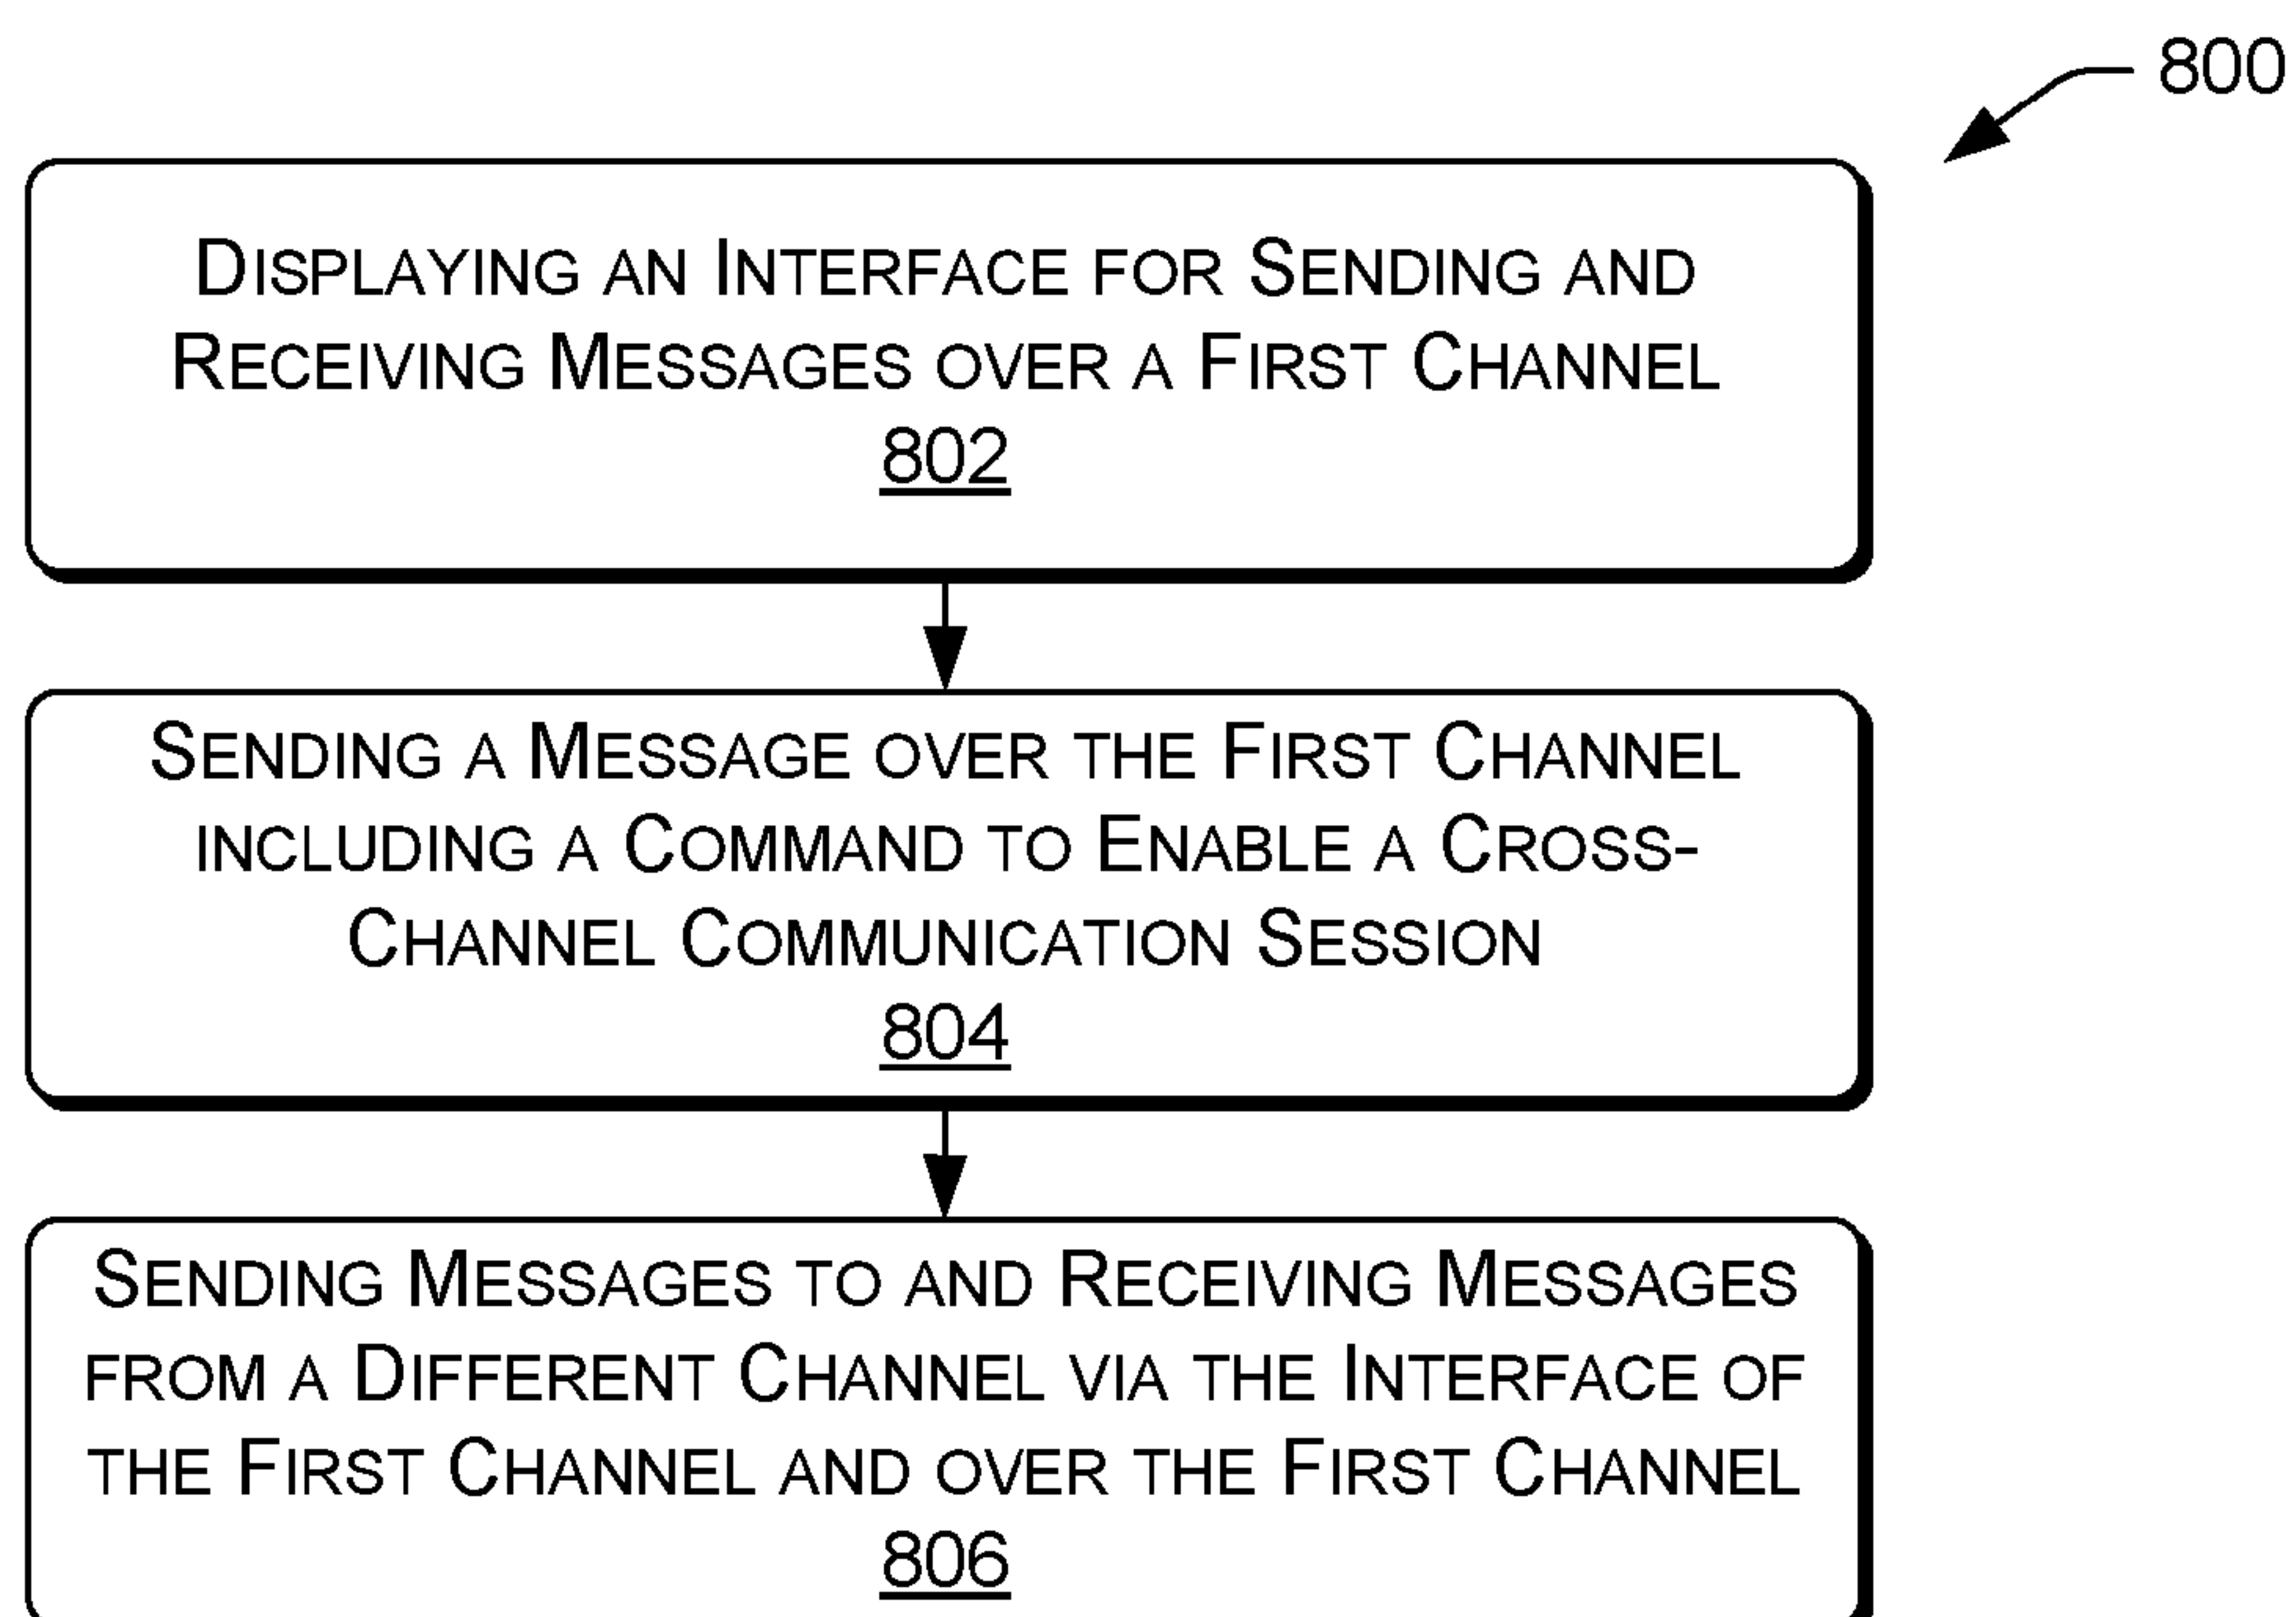 800
Displaying an Interface for Sending and
Receiving Messages over a First Channel
802
Sending a Message over the First Channel
including a Command to Enable a Cross-
Channel Communication Session
804
Sending Messages to and Receiving Messages
from a Different Channel via the Interface of
the First Channel and over the First Channel
806